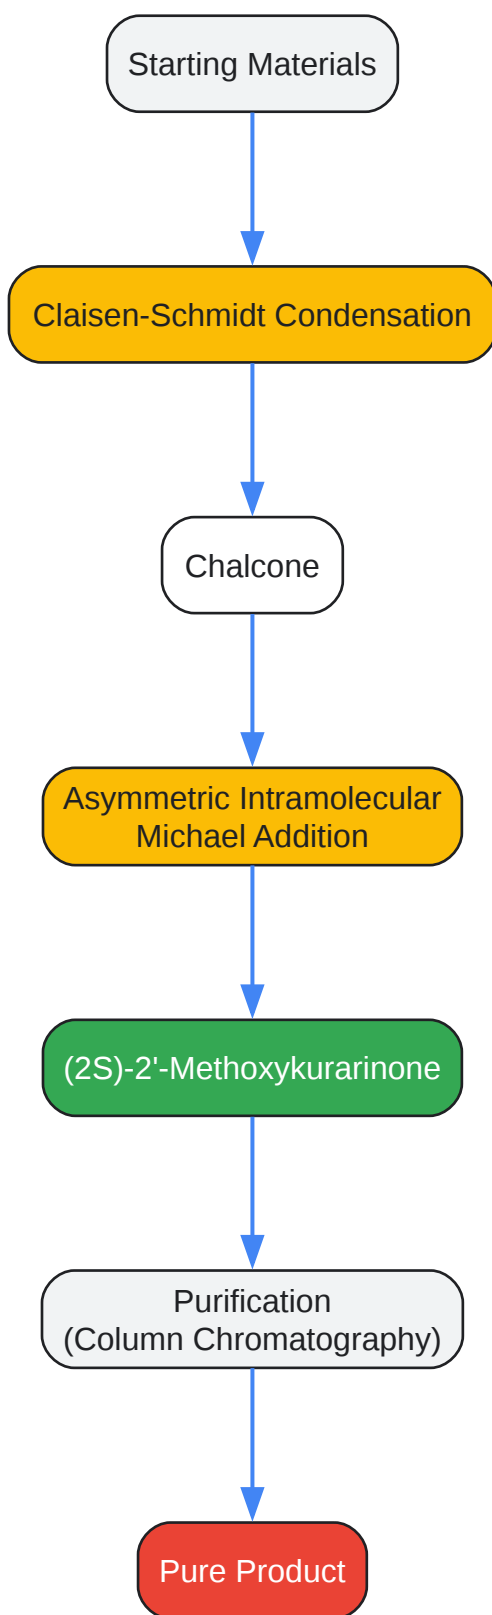 Starting Materials
Claisen-Schmidt Condensation
Chalcone
Asymmetric Intramolecular
Michael Addition
(2S)-2'-Methoxykurarinone
Purification
(Column Chromatography)
Pure Product